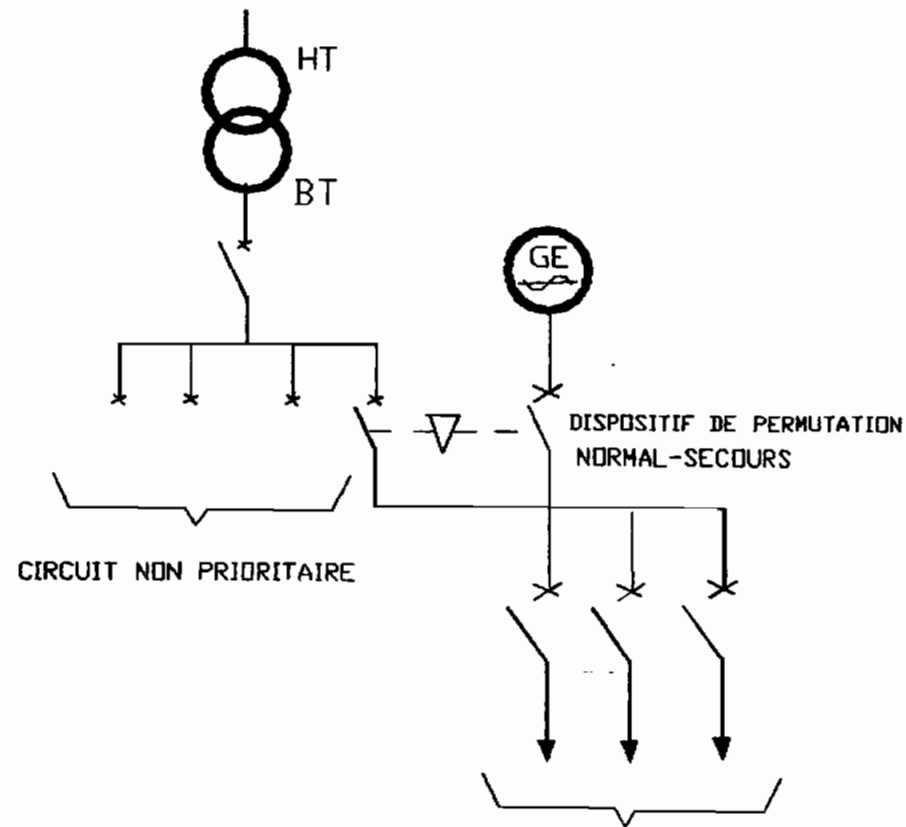 HT
BT
GE
DISPOSITIF DE PERMUTATION
NORMAL-SECOURS
CIRCUIT NON PRIORITAIRE